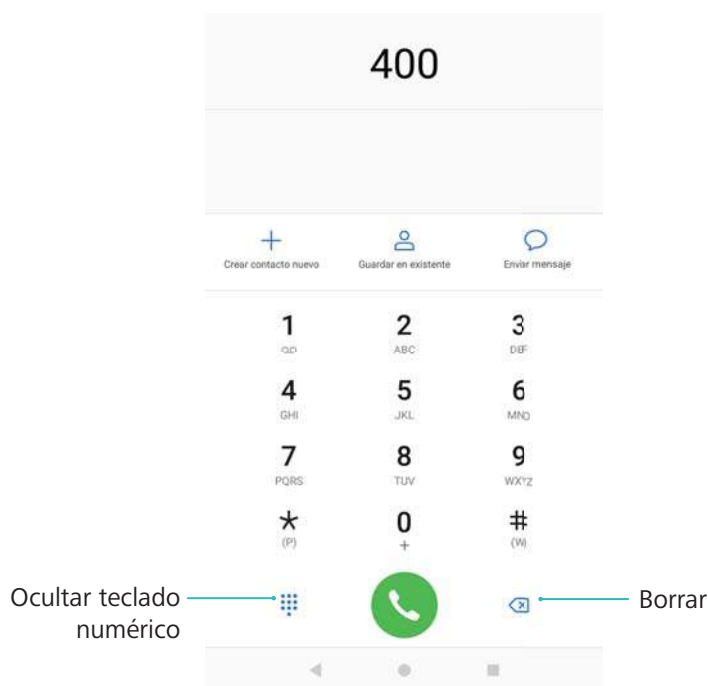 400
Crear contacto nuevo Guardar en existente Enviar mensaje
1 2 3
ABC DEF
4 5 6
GHI JKL MNO
7 8 9
PQRS TUV WXYZ
* 0 #
(P) + (W)
Ocultar teclado
numérico
Borrar